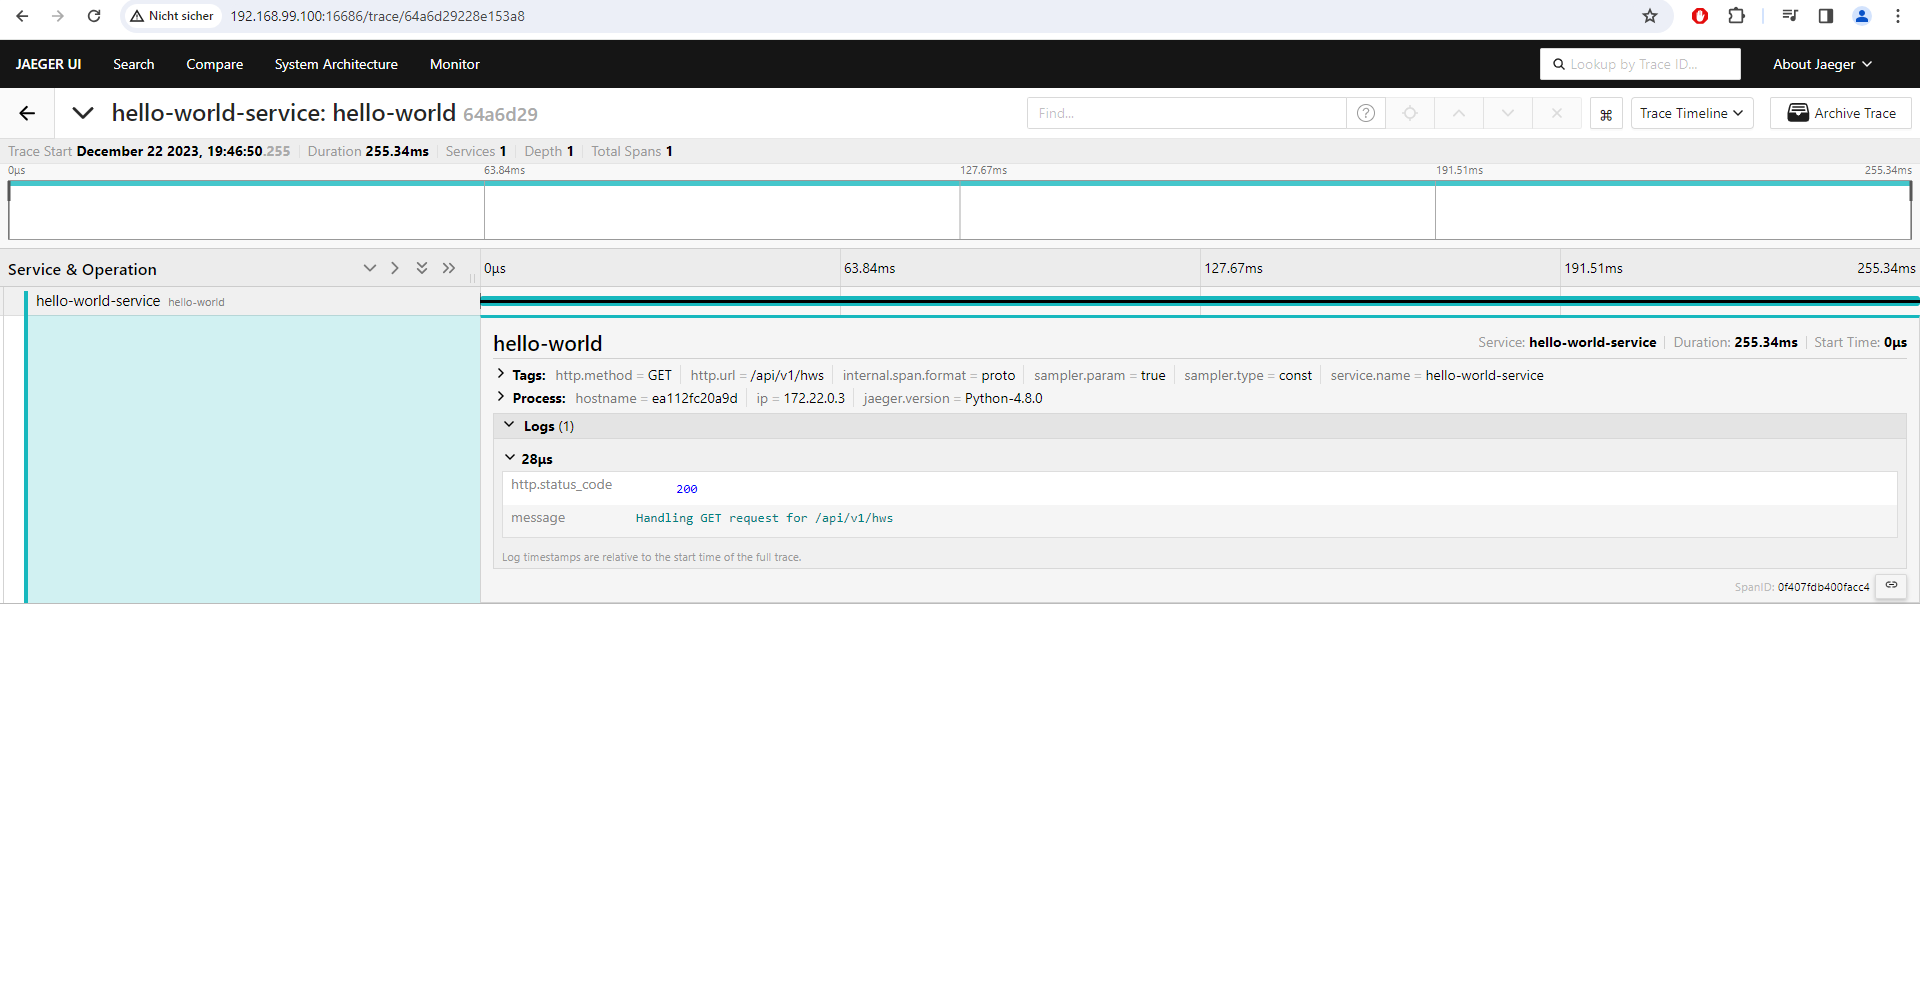 Nicht sicher 192.168.99.100:16686/trace/64a6d29228e153a8
JAEGER UI Search Compare System Architecture Monitor Lookup by Trace ID... About Jaeger
hello-world-service: hello-world 64a6d29 Find... Trace Timeline Archive Trace
Trace Start December 22 2023, 19:46:50.255 Duration 255.34ms Services 1 Depth 1 Total Spans 1
0μs 63.84ms 127.67ms 191.51ms 255.34ms
Service & Operation 0μs 63.84ms 127.67ms 191.51ms 255.34ms
hello-world-service hello-world
hello-world Service: hello-world-service Duration: 255.34ms Start Time: 0μs
Tags: http.method = GET http.url = /api/v1/hws internal.span.format = proto sampler.param = true sampler.type = const service.name = hello-world-service
Process: hostname = ea112fc20a9d ip = 172.22.0.3 jaeger.version = Python-4.8.0
Logs (1)
28μs
http.status_code 200
message Handling GET request for /api/v1/hws
Log timestamps are relative to the start time of the full trace.
SpanID: 0f407fdb400facc4